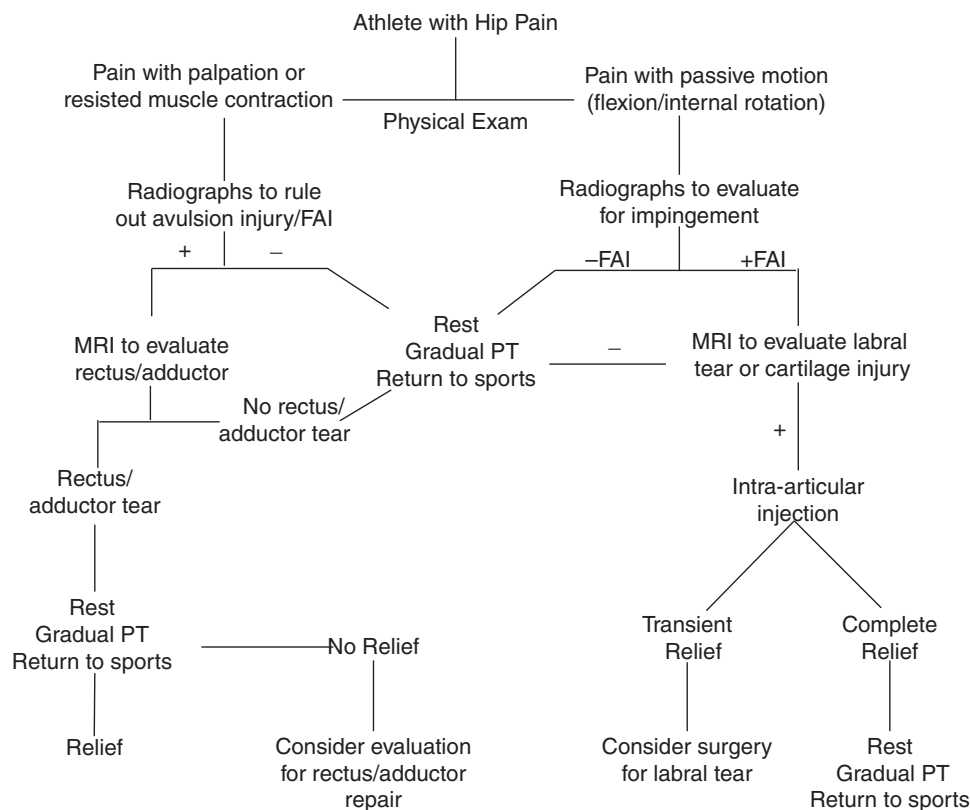 Athlete with Hip Pain
Pain with palpation or
resisted muscle contraction
Pain with passive motion
(flexion/internal rotation)
Physical Exam
Radiographs to rule
out avulsion injury/FAI
Radiographs to evaluate
for impingement
+
–
–FAI
+FAI
MRI to evaluate
rectus/adductor
Rest
Gradual PT
Return to sports
–
MRI to evaluate labral
tear or cartilage injury
No rectus/
adductor tear
+
Rectus/
adductor tear
Intra-articular
injection
Rest
Gradual PT
Return to sports
No Relief
Transient
Relief
Complete
Relief
Relief
Consider evaluation
for rectus/adductor
repair
Consider surgery
for labral tear
Rest
Gradual PT
Return to sports